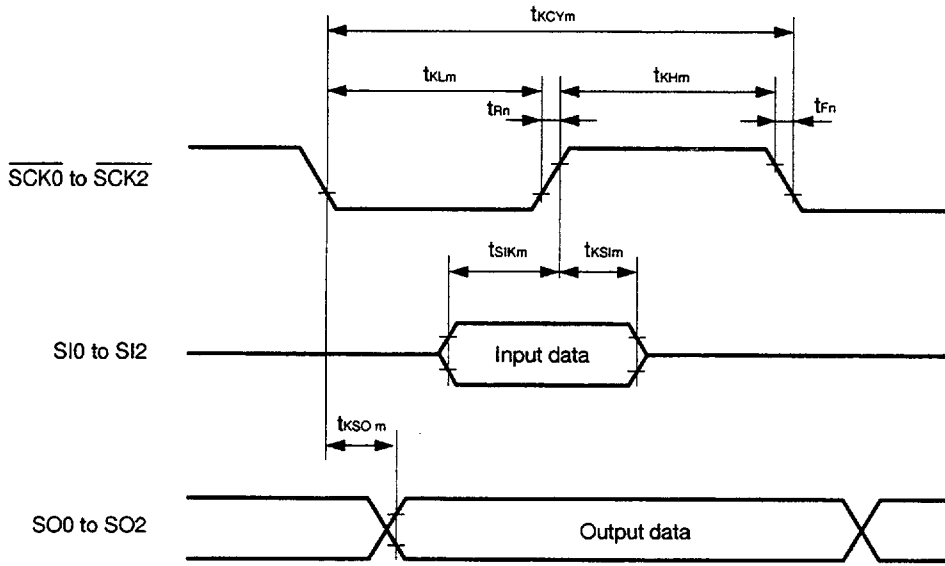 tKCYm
tKLm
tKHm
tRn
tFn
SCK0 to SCK2
tSIKm
tKSIm
SI0 to SI2
Input data
tKSO m
SO0 to SO2
Output data